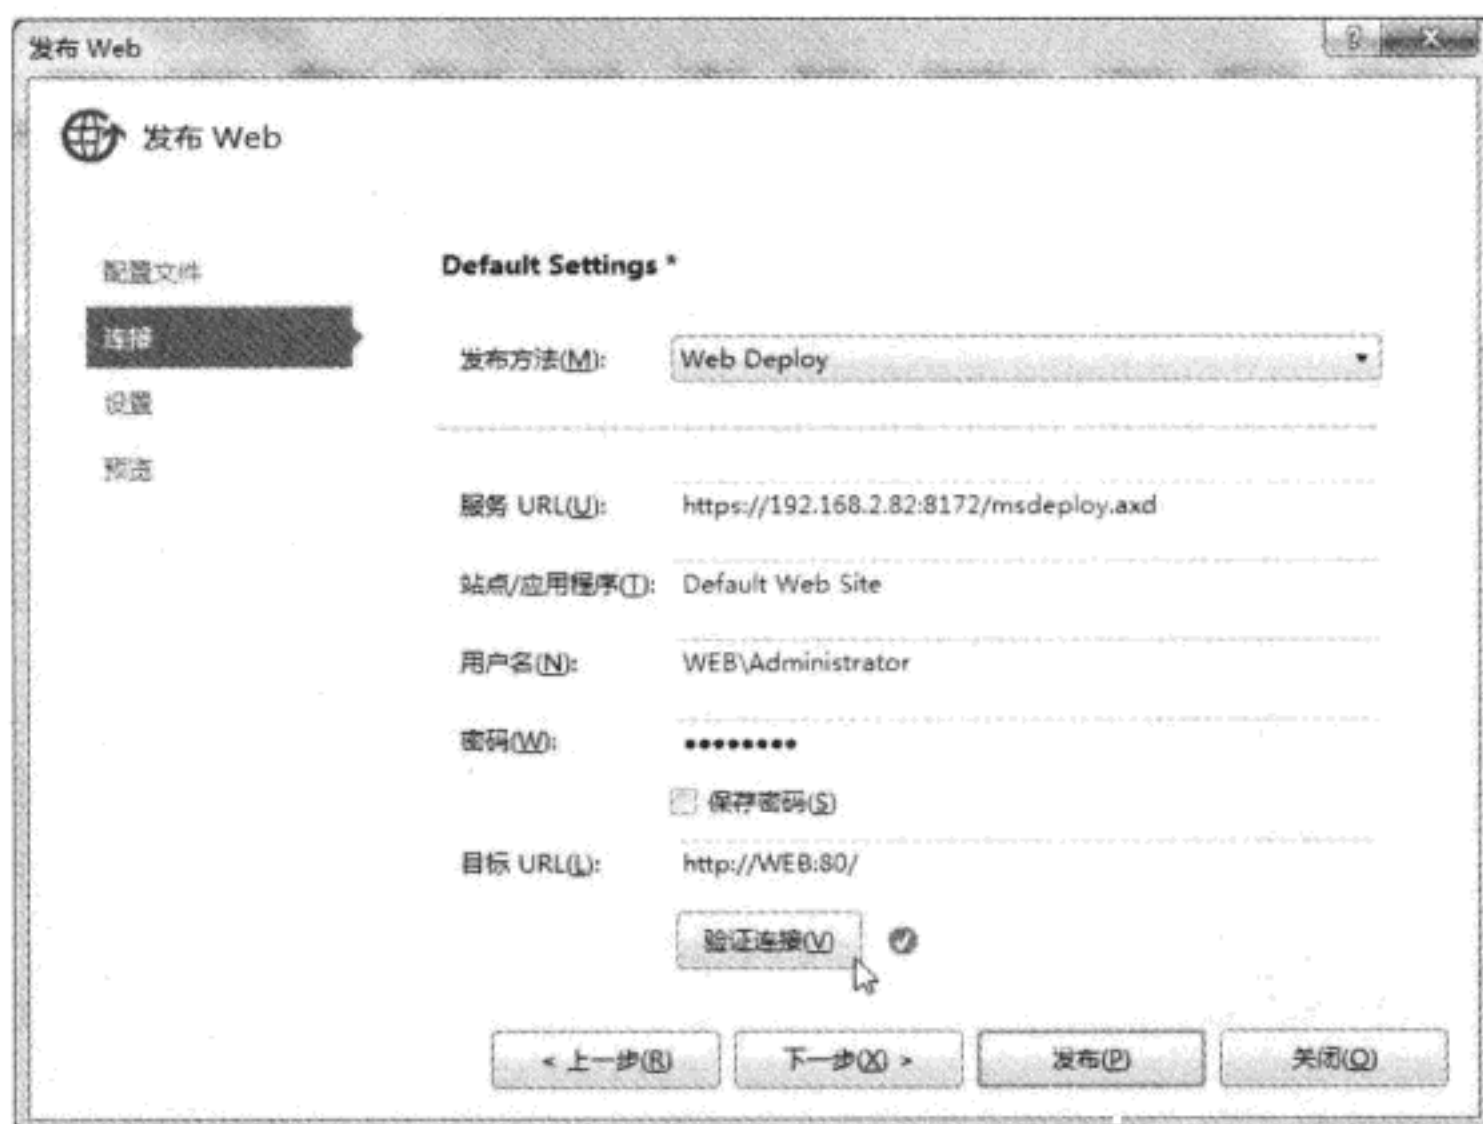 发布 Web
发布 Web
配置文件
连接
设置
预览
Default Settings *
发布方法(M):
Web Deploy
服务 URL(U):
https://192.168.2.82:8172/msdeploy.axd
站点/应用程序(T):
Default Web Site
用户名(N):
WEB\Administrator
密码(W):
••••••••
保存密码(S)
目标 URL(L):
http://WEB:80/
验证连接(V)
< 上一步(R)
下一步(X) >
发布(P)
关闭(O)